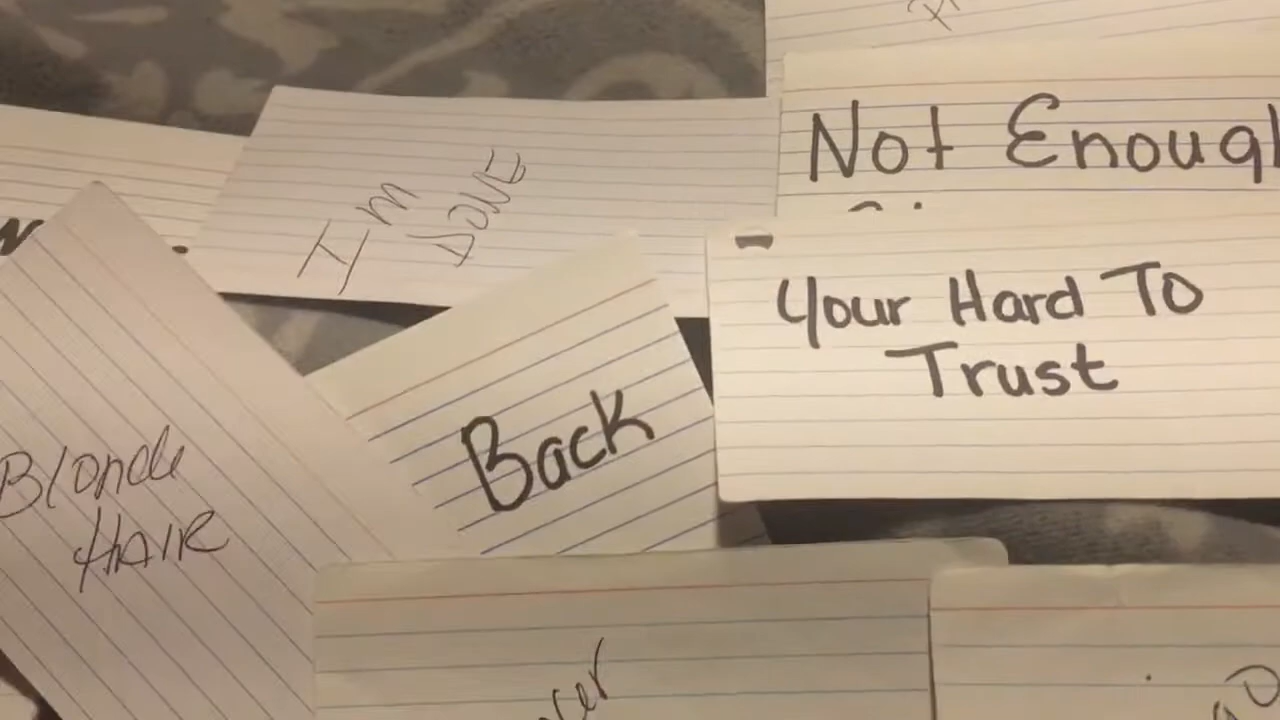 Not Enough
I'm
DONE
Your Hard To
Trust
Back
Blonde
HAIR